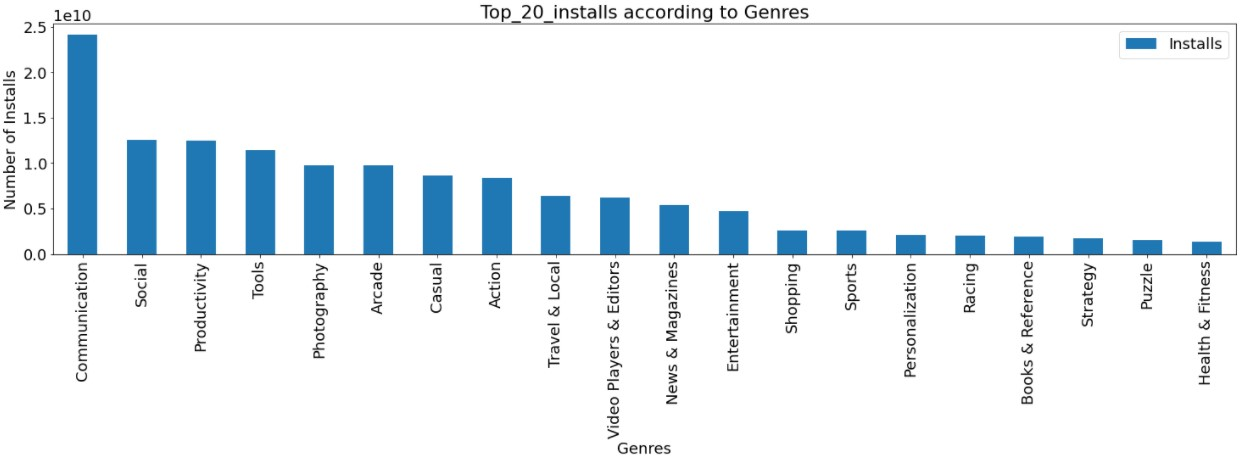 Top_20_installs according to Genres
1e10
2.5
2.0
1.5
1.0
0.5
0.0
Number of Installs
Installs
Communication
Social
Productivity
Tools
Photography
Arcade
Casual
Action
Travel & Local
Video Players & Editors
News & Magazines
Entertainment
Shopping
Sports
Personalization
Racing
Books & Reference
Strategy
Puzzle
Health & Fitness
Genres